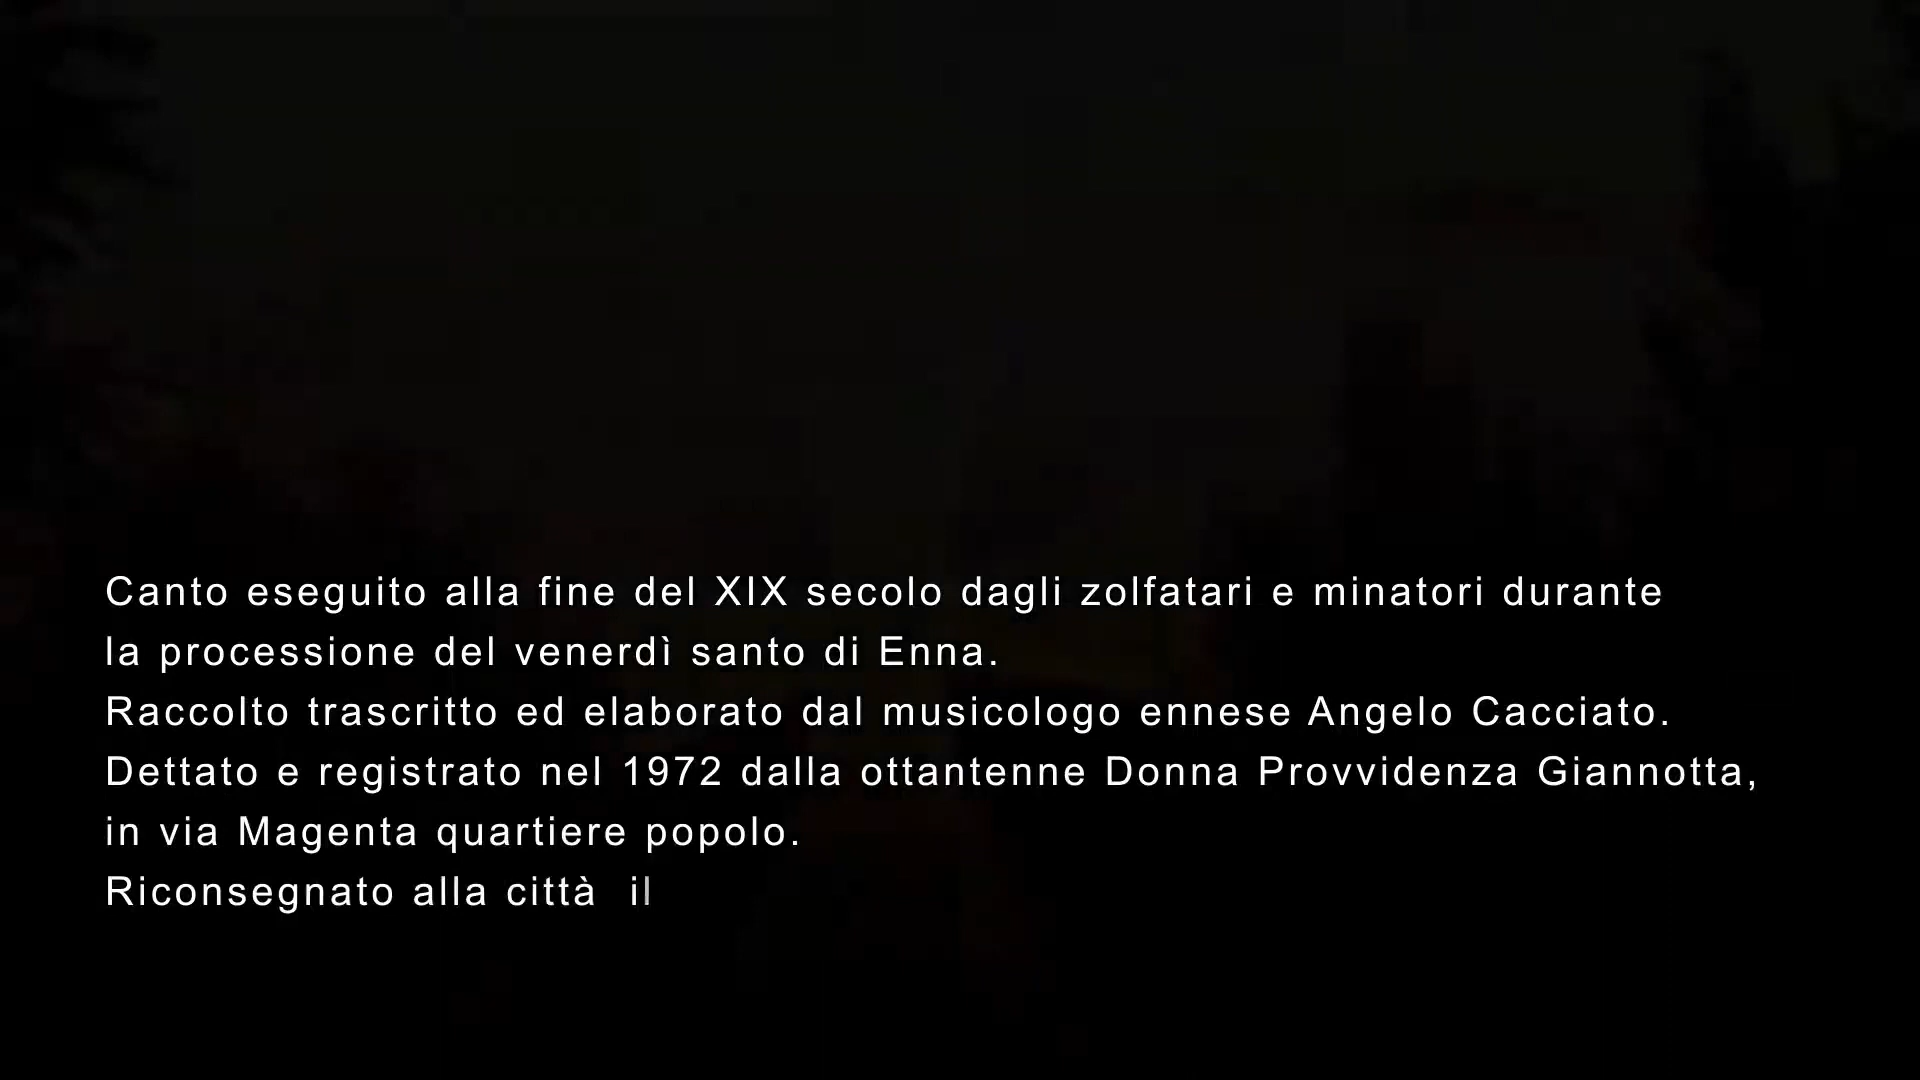 Canto eseguito alla fine del XIX secolo dagli zolfatari e minatori durante
la processione del venerdì santo di Enna.
Raccolto trascritto ed elaborato dal musicologo ennese Angelo Cacciato.
Dettato e registrato nel 1972 dalla ottantenne Donna Provvidenza Giannotta,
in via Magenta quartiere popolo.
Riconsegnato alla città  il